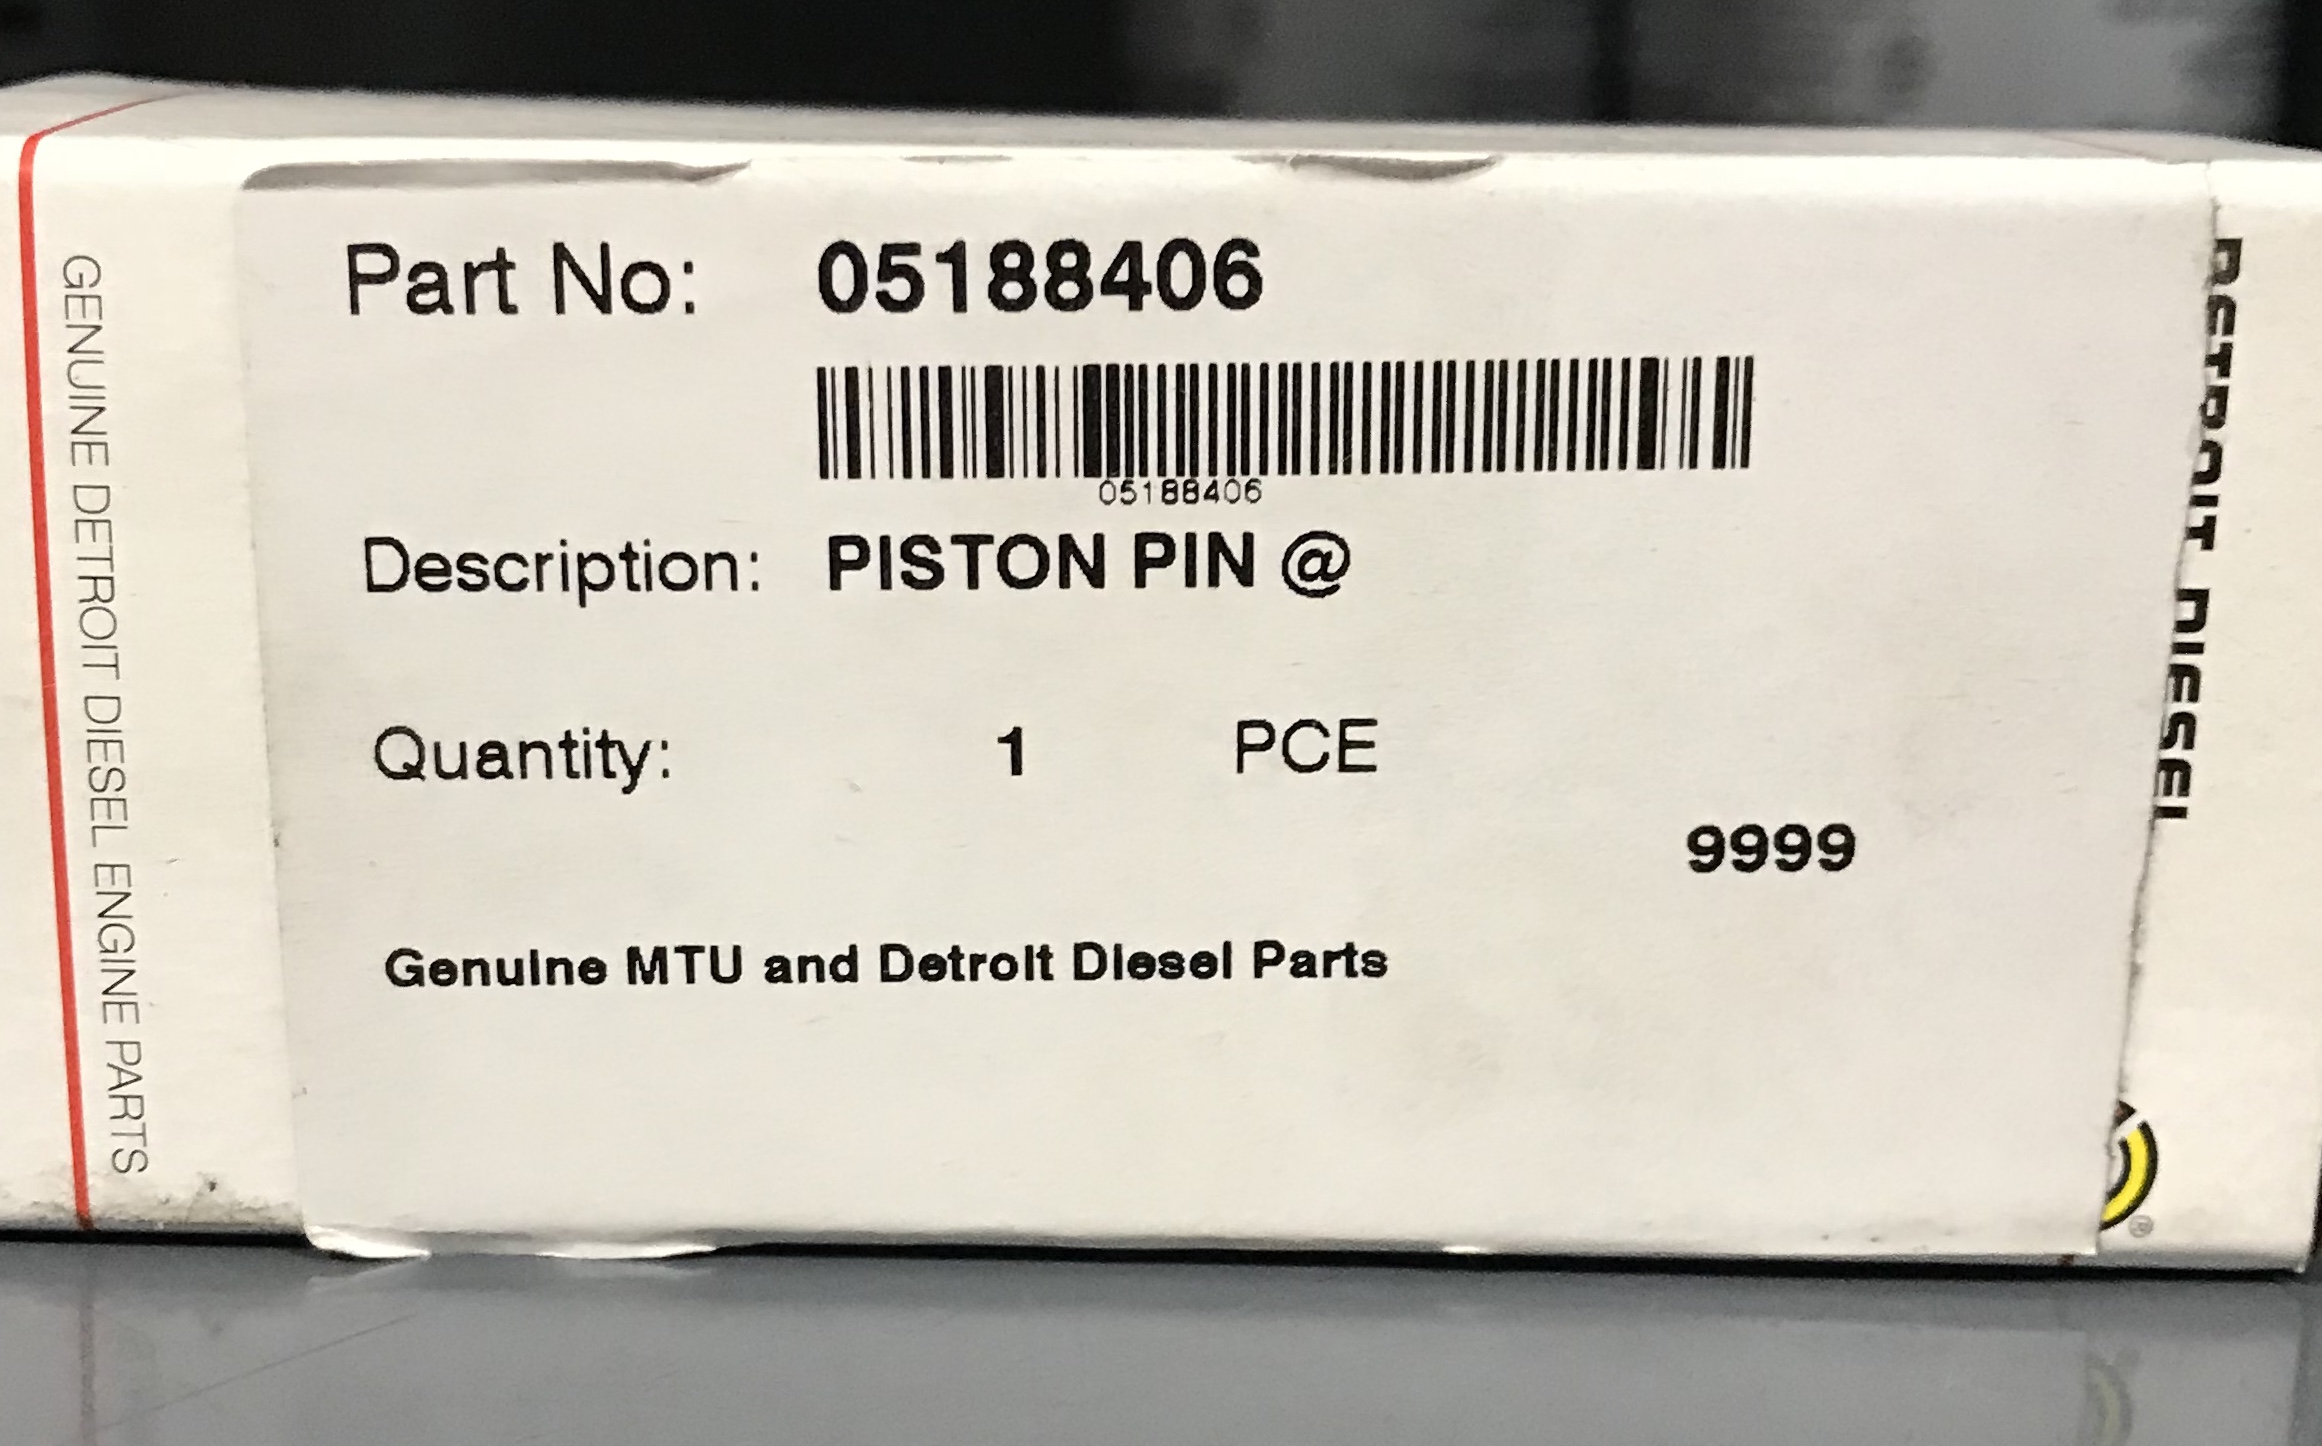 GENUINE DETROIT DIESEL ENGINE PARTS
Part No: 05188406
05188406
Description: PISTON PIN @
Quantity: 1 PCE
9999
Genuine MTU and Detroit Diesel Parts
DETROIT DIESEL
®